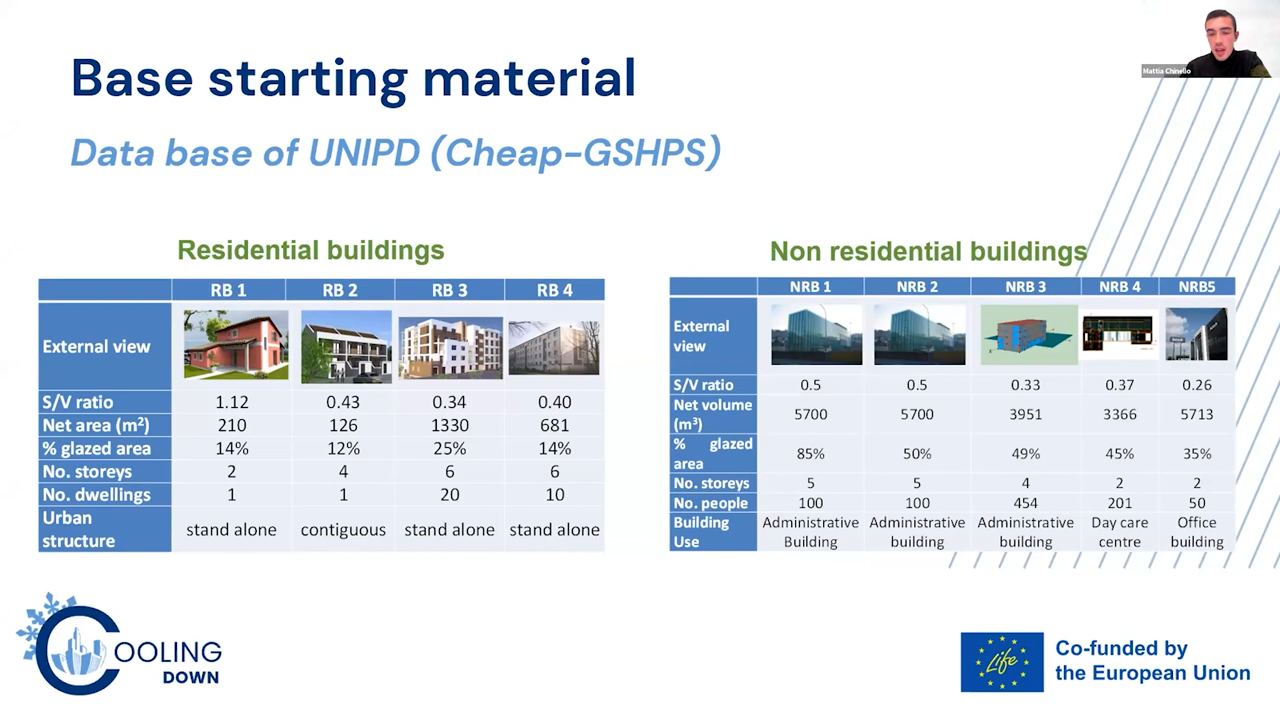 Base starting material
Mattia Chinello
Data base of UNIPD (Cheap-GSHPS)
Residential buildings
RB 1 RB 2 RB 3 RB 4
External view
S/V ratio 1.12 0.43 0.34 0.40
Net area (m²) 210 126 1330 681
% glazed area 14% 12% 25% 14%
No. storeys 2 4 6 6
No. dwellings 1 1 20 10
Urban
structure stand alone contiguous stand alone stand alone
Non residential buildings
NRB 1 NRB 2 NRB 3 NRB 4 NRB5
External
view
S/V ratio 0.5 0.5 0.33 0.37 0.26
Net volume
(m³) 5700 5700 3951 3366 5713
% glazed
area 85% 50% 49% 45% 35%
No. storeys 5 5 4 2 2
No. people 100 100 454 201 50
Building Administrative Administrative Administrative Day care Office
Use Building building building centre building
COOLING
DOWN
Life
Co-funded by
the European Union